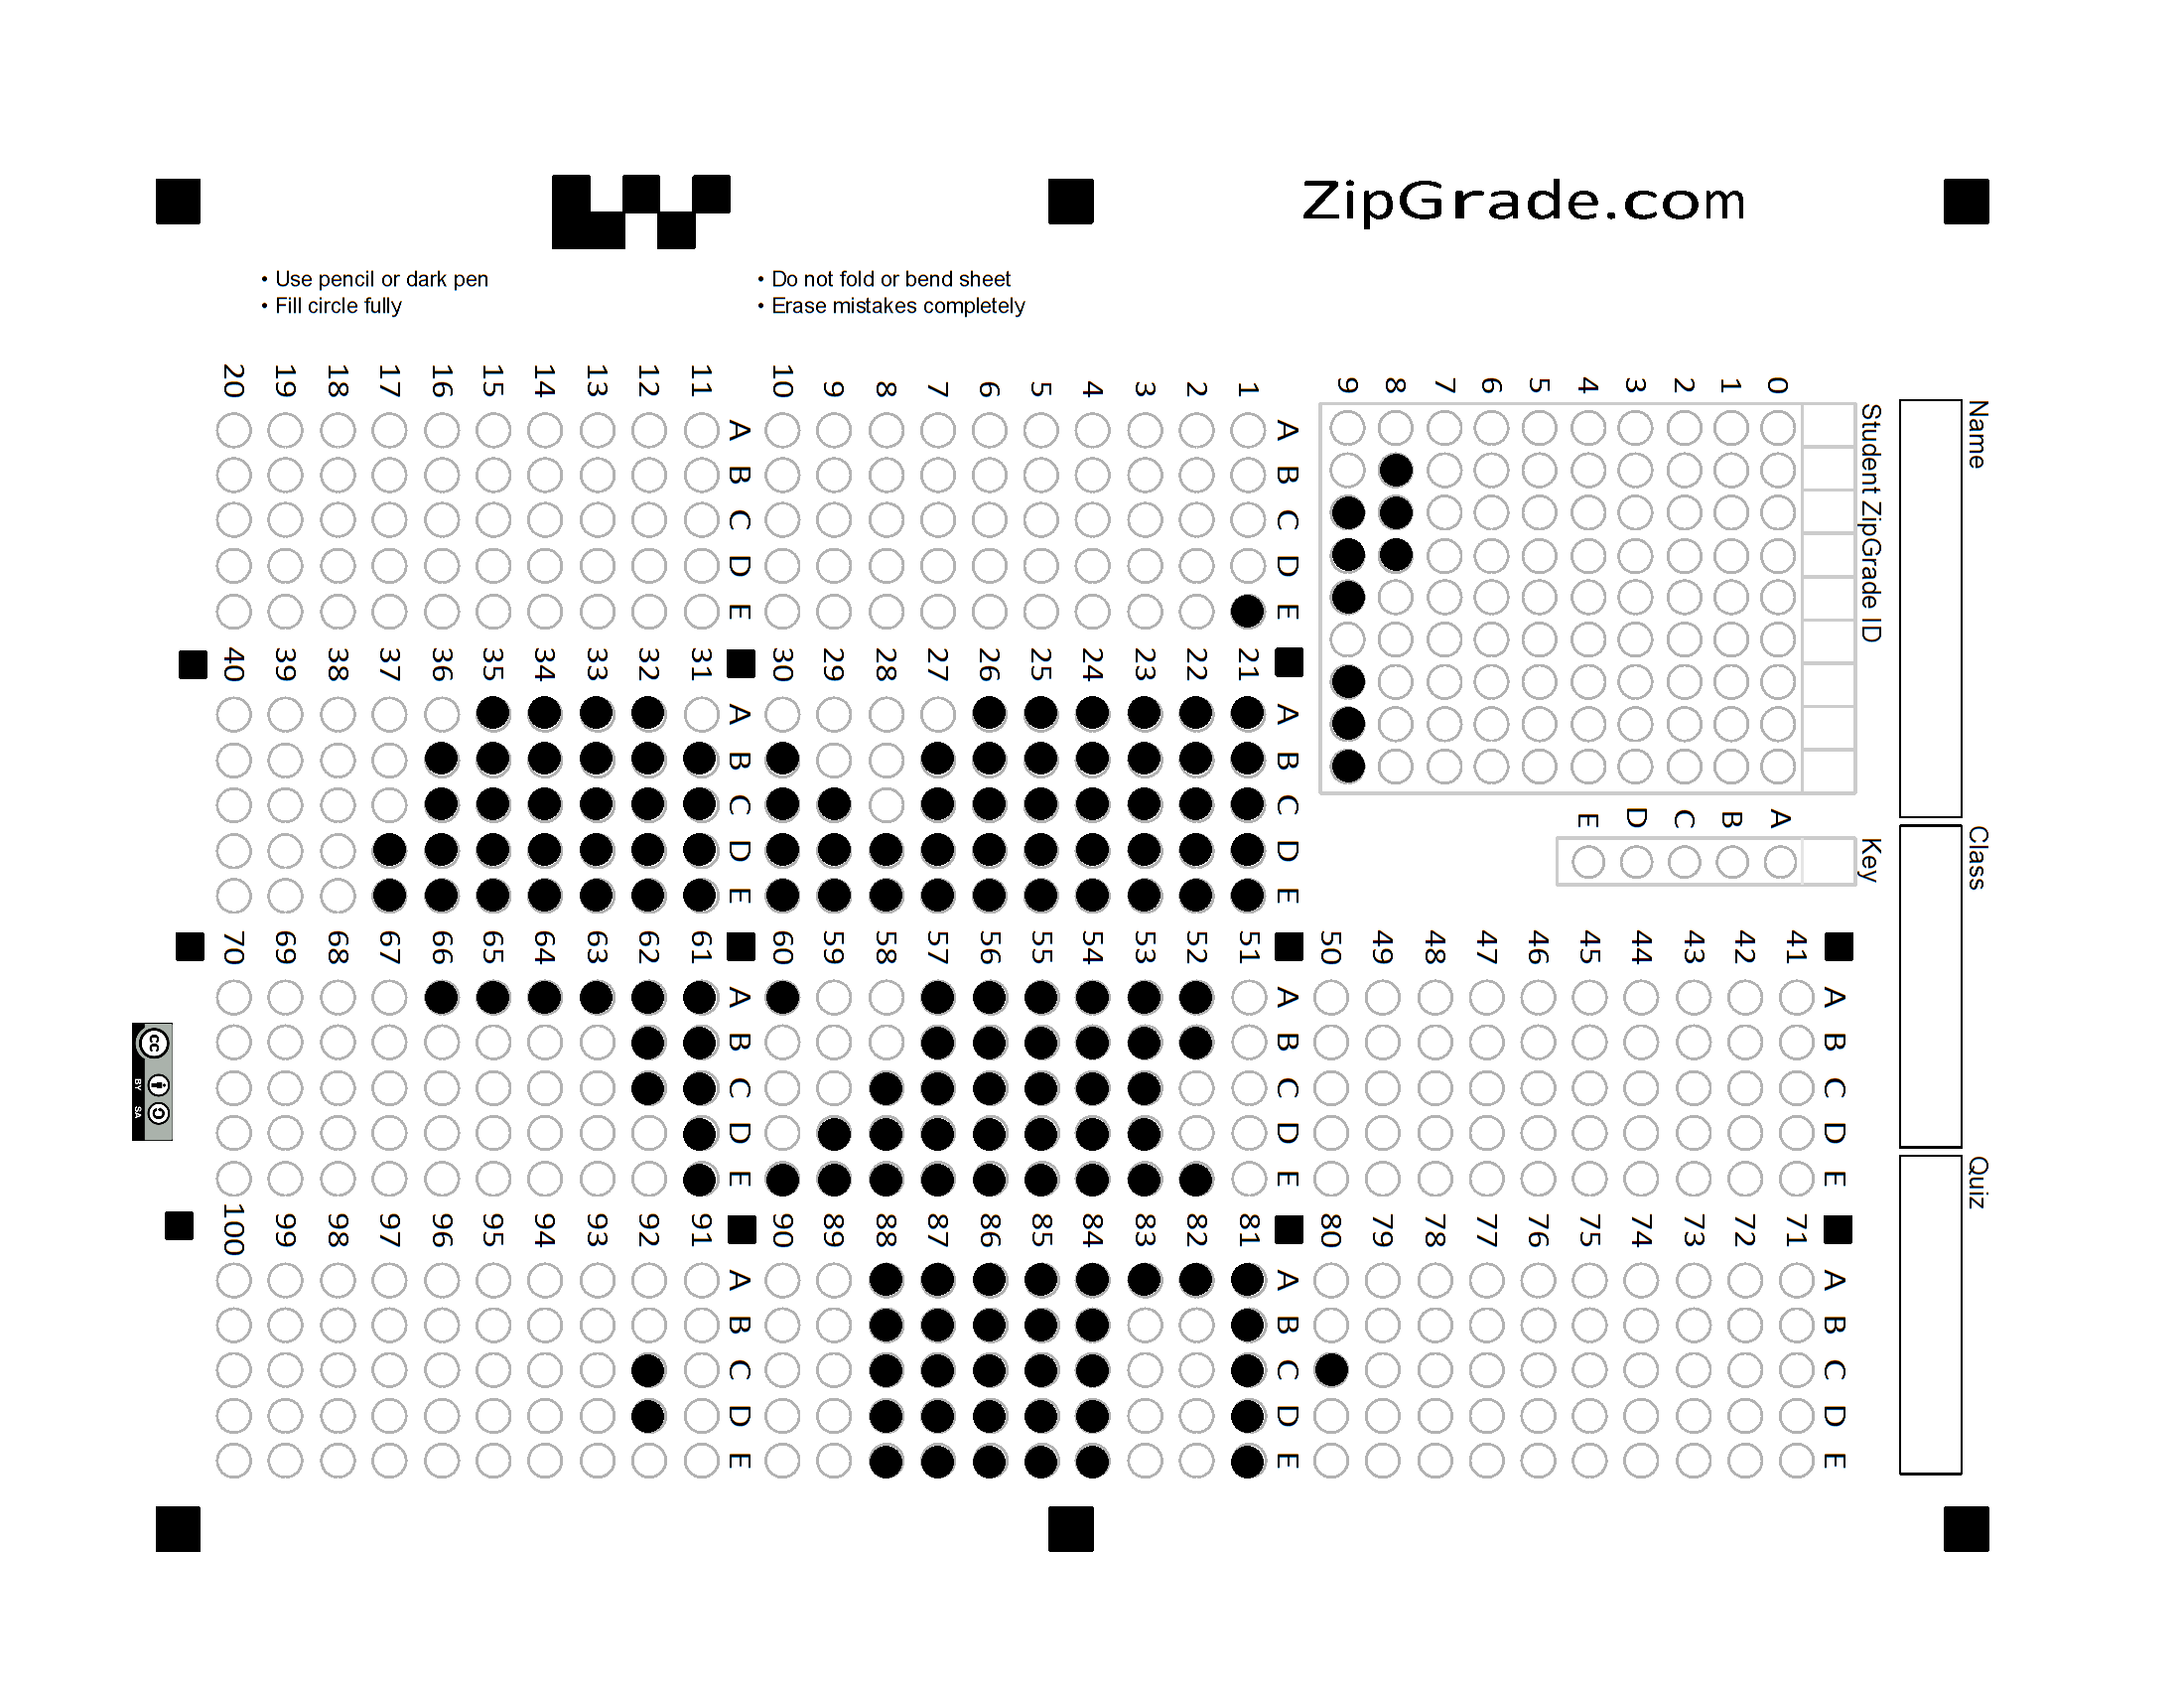 ZipGrade.com
• Use pencil or dark pen
• Fill circle fully
• Do not fold or bend sheet
• Erase mistakes completely
Name
Class
Quiz
Student ZipGrade ID
0
1
2
3
4
5
6
7
8
9
Key
A
B
C
D
E
1 2 3 4 5 6 7 8 9 10
A B C D E
11 12 13 14 15 16 17 18 19 20
A B C D E
21 22 23 24 25 26 27 28 29 30
A B C D E
31 32 33 34 35 36 37 38 39 40
A B C D E
41 42 43 44 45 46 47 48 49 50
A B C D E
51 52 53 54 55 56 57 58 59 60
A B C D E
61 62 63 64 65 66 67 68 69 70
A B C D E
71 72 73 74 75 76 77 78 79 80
A B C D E
81 82 83 84 85 86 87 88 89 90
A B C D E
91 92 93 94 95 96 97 98 99 100
A B C D E
cc
BY SA